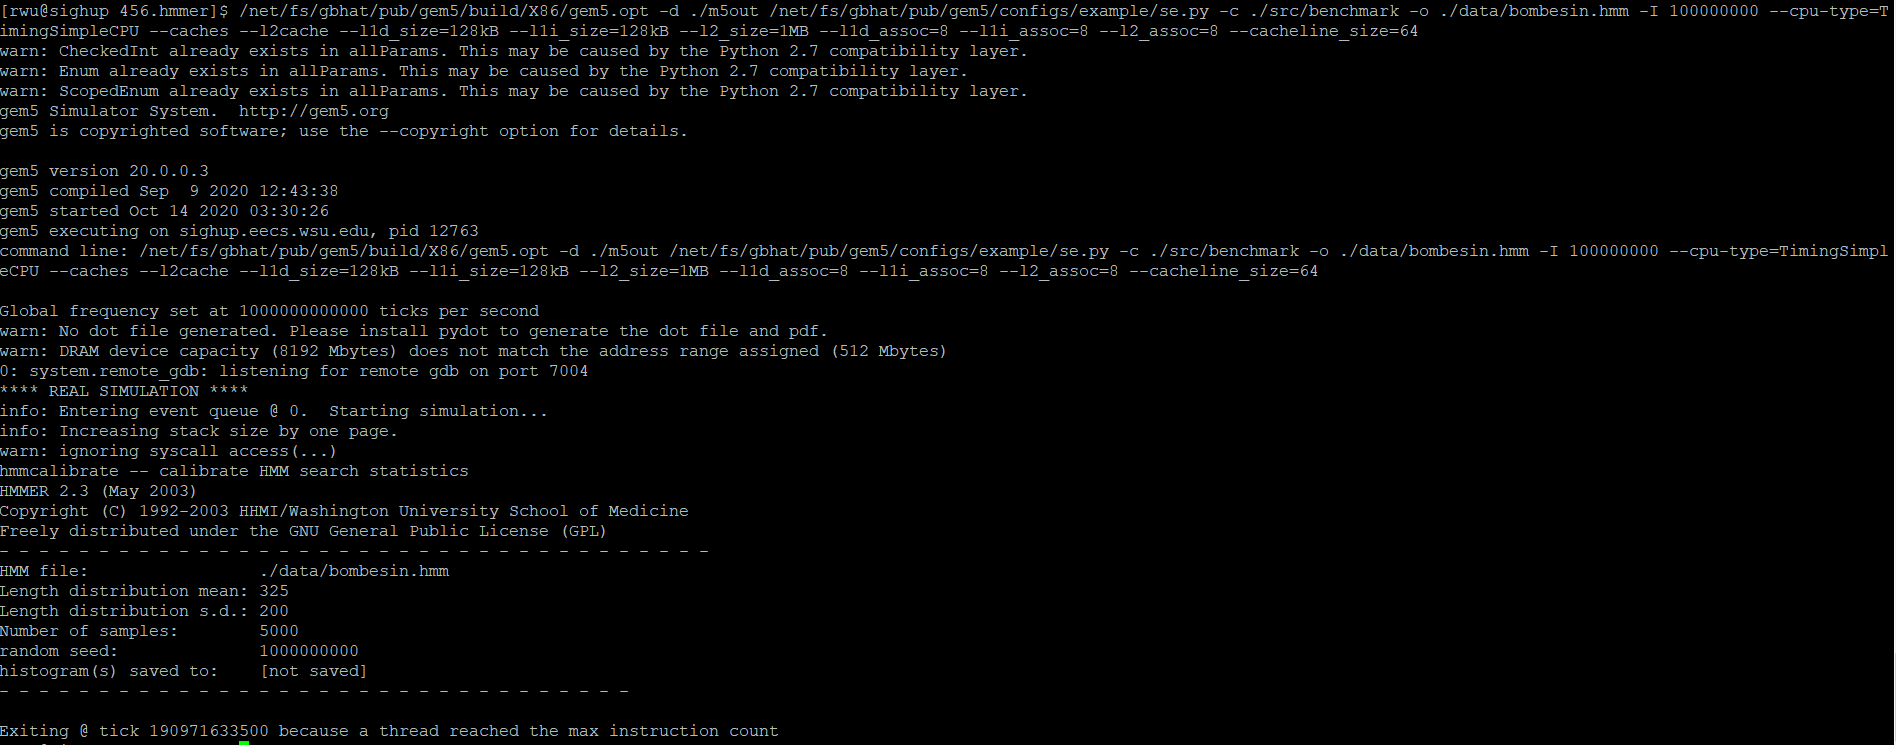 [rwu@sighup 456.hmmer]$ /net/fs/gbhat/pub/gem5/build/X86/gem5.opt -d ./m5out /net/fs/gbhat/pub/gem5/configs/example/se.py -c ./src/benchmark -o ./data/bombesin.hmm -I 100000000 --cpu-type=T
imingSimpleCPU --caches --l2cache --l1d_size=128kB --l1i_size=128kB --l2_size=1MB --l1d_assoc=8 --l1i_assoc=8 --l2_assoc=8 --cacheline_size=64
warn: CheckedInt already exists in allParams. This may be caused by the Python 2.7 compatibility layer.
warn: Enum already exists in allParams. This may be caused by the Python 2.7 compatibility layer.
warn: ScopedEnum already exists in allParams. This may be caused by the Python 2.7 compatibility layer.
gem5 Simulator System.  http://gem5.org
gem5 is copyrighted software; use the --copyright option for details.
gem5 version 20.0.0.3
gem5 compiled Sep  9 2020 12:43:38
gem5 started Oct 14 2020 03:30:26
gem5 executing on sighup.eecs.wsu.edu, pid 12763
command line: /net/fs/gbhat/pub/gem5/build/X86/gem5.opt -d ./m5out /net/fs/gbhat/pub/gem5/configs/example/se.py -c ./src/benchmark -o ./data/bombesin.hmm -I 100000000 --cpu-type=TimingSimpl
eCPU --caches --l2cache --l1d_size=128kB --l1i_size=128kB --l2_size=1MB --l1d_assoc=8 --l1i_assoc=8 --l2_assoc=8 --cacheline_size=64
Global frequency set at 1000000000000 ticks per second
warn: No dot file generated. Please install pydot to generate the dot file and pdf.
warn: DRAM device capacity (8192 Mbytes) does not match the address range assigned (512 Mbytes)
0: system.remote_gdb: listening for remote gdb on port 7004
**** REAL SIMULATION ****
info: Entering event queue @ 0.  Starting simulation...
info: Increasing stack size by one page.
warn: ignoring syscall access(...)
hmmcalibrate -- calibrate HMM search statistics
HMMER 2.3 (May 2003)
Copyright (C) 1992-2003 HHMI/Washington University School of Medicine
Freely distributed under the GNU General Public License (GPL)
- - - - - - - - - - - - - - - - - - - - - - - - - - - - - - - - - - - -
HMM file:                 ./data/bombesin.hmm
Length distribution mean: 325
Length distribution s.d.: 200
Number of samples:        5000
random seed:              1000000000
histogram(s) saved to:    [not saved]
- - - - - - - - - - - - - - - - - - - - - - - - - - - - - - - -
Exiting @ tick 190971633500 because a thread reached the max instruction count